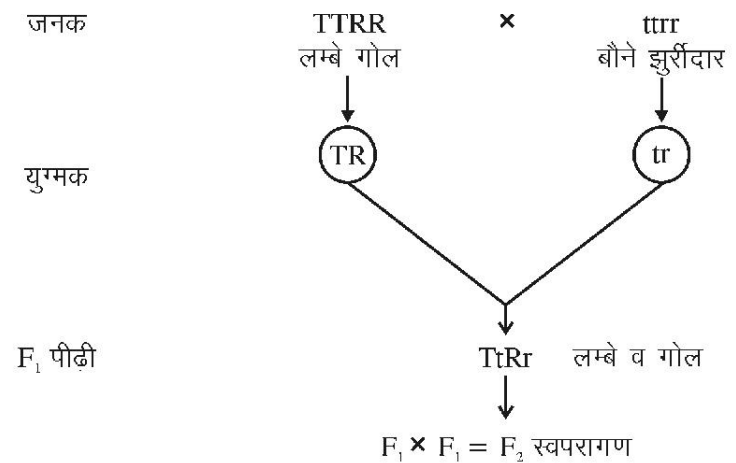 जनक TTRR × ttrr
लम्बे गोल बौने झुर्रीदार
TR tr
युग्मक
F₁ पीढ़ी TtRr लम्बे व गोल
F₁ × F₁ = F₂ स्वपरागण